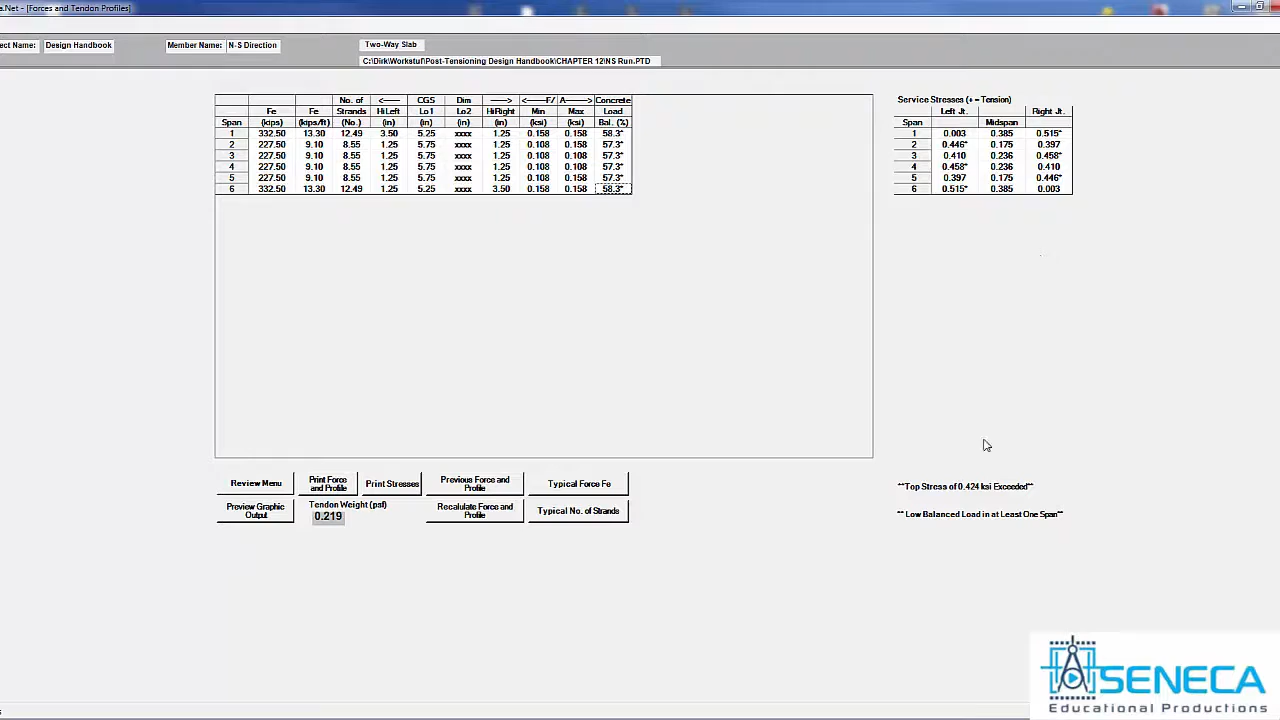 a.Net - [Forces and Tendon Profiles]
ect Name: Design Handbook Member Name: N-S Direction Two-Way Slab
C:\Dirk\Workstuf\Post-Tensioning Design Handbook\CHAPTER 12\NS Run.PTD
No. of <---- CGS Dim ----> <----F/ A----> Concrete
Fe Fe Strands HiLeft Lo1 Lo2 HiRight Min Max Load
Span (kips) (kips/ft) (No.) (in) (in) (in) (in) (ksi) (ksi) Bal. (%)
1 332.50 13.30 12.49 3.50 5.25 xxxx 1.25 0.158 0.158 58.3*
2 227.50 9.10 8.55 1.25 5.75 xxxx 1.25 0.108 0.158 57.3*
3 227.50 9.10 8.55 1.25 5.75 xxxx 1.25 0.108 0.108 57.3*
4 227.50 9.10 8.55 1.25 5.75 xxxx 1.25 0.108 0.108 57.3*
5 227.50 9.10 8.55 1.25 5.75 xxxx 1.25 0.108 0.158 57.3*
6 332.50 13.30 12.49 1.25 5.25 xxxx 3.50 0.158 0.158 58.3*
Service Stresses (+ = Tension)
Left Jt. Right Jt.
Span Midspan
1 0.003 0.385 0.515*
2 0.446* 0.175 0.397
3 0.410 0.236 0.458*
4 0.458* 0.236 0.410
5 0.397 0.175 0.446*
6 0.515* 0.385 0.003
Review Menu
Print Force
and Profile
Print Stresses
Previous Force and
Profile
Typical Force Fe
Preview Graphic
Output
Tendon Weight (psf)
0.219
Recalculate Force and
Profile
Typical No. of Strands
**Top Stress of 0.424 ksi Exceeded**
** Low Balanced Load in at Least One Span**
SENECA
Educational Productions